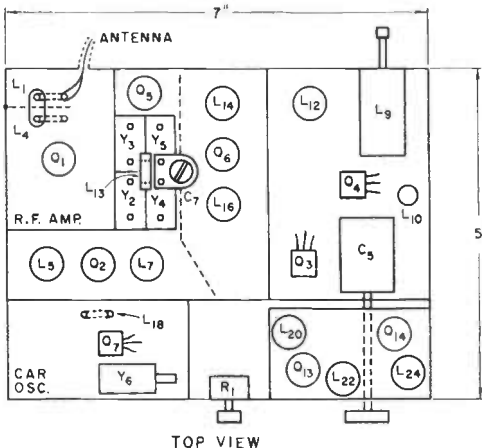 7"
ANTENNA
L1
L4
Q5
L14
L12
L9
Y3
Y5
Q1
Q6
Q4
L13
Y2
Y4
C7
L16
L10
R.F. AMP.
C5
L5
Q2
L7
Q3
5
L18
L20
Q14
Q7
Q13
L22
L24
CAR
OSC.
Y6
R1
TOP VIEW